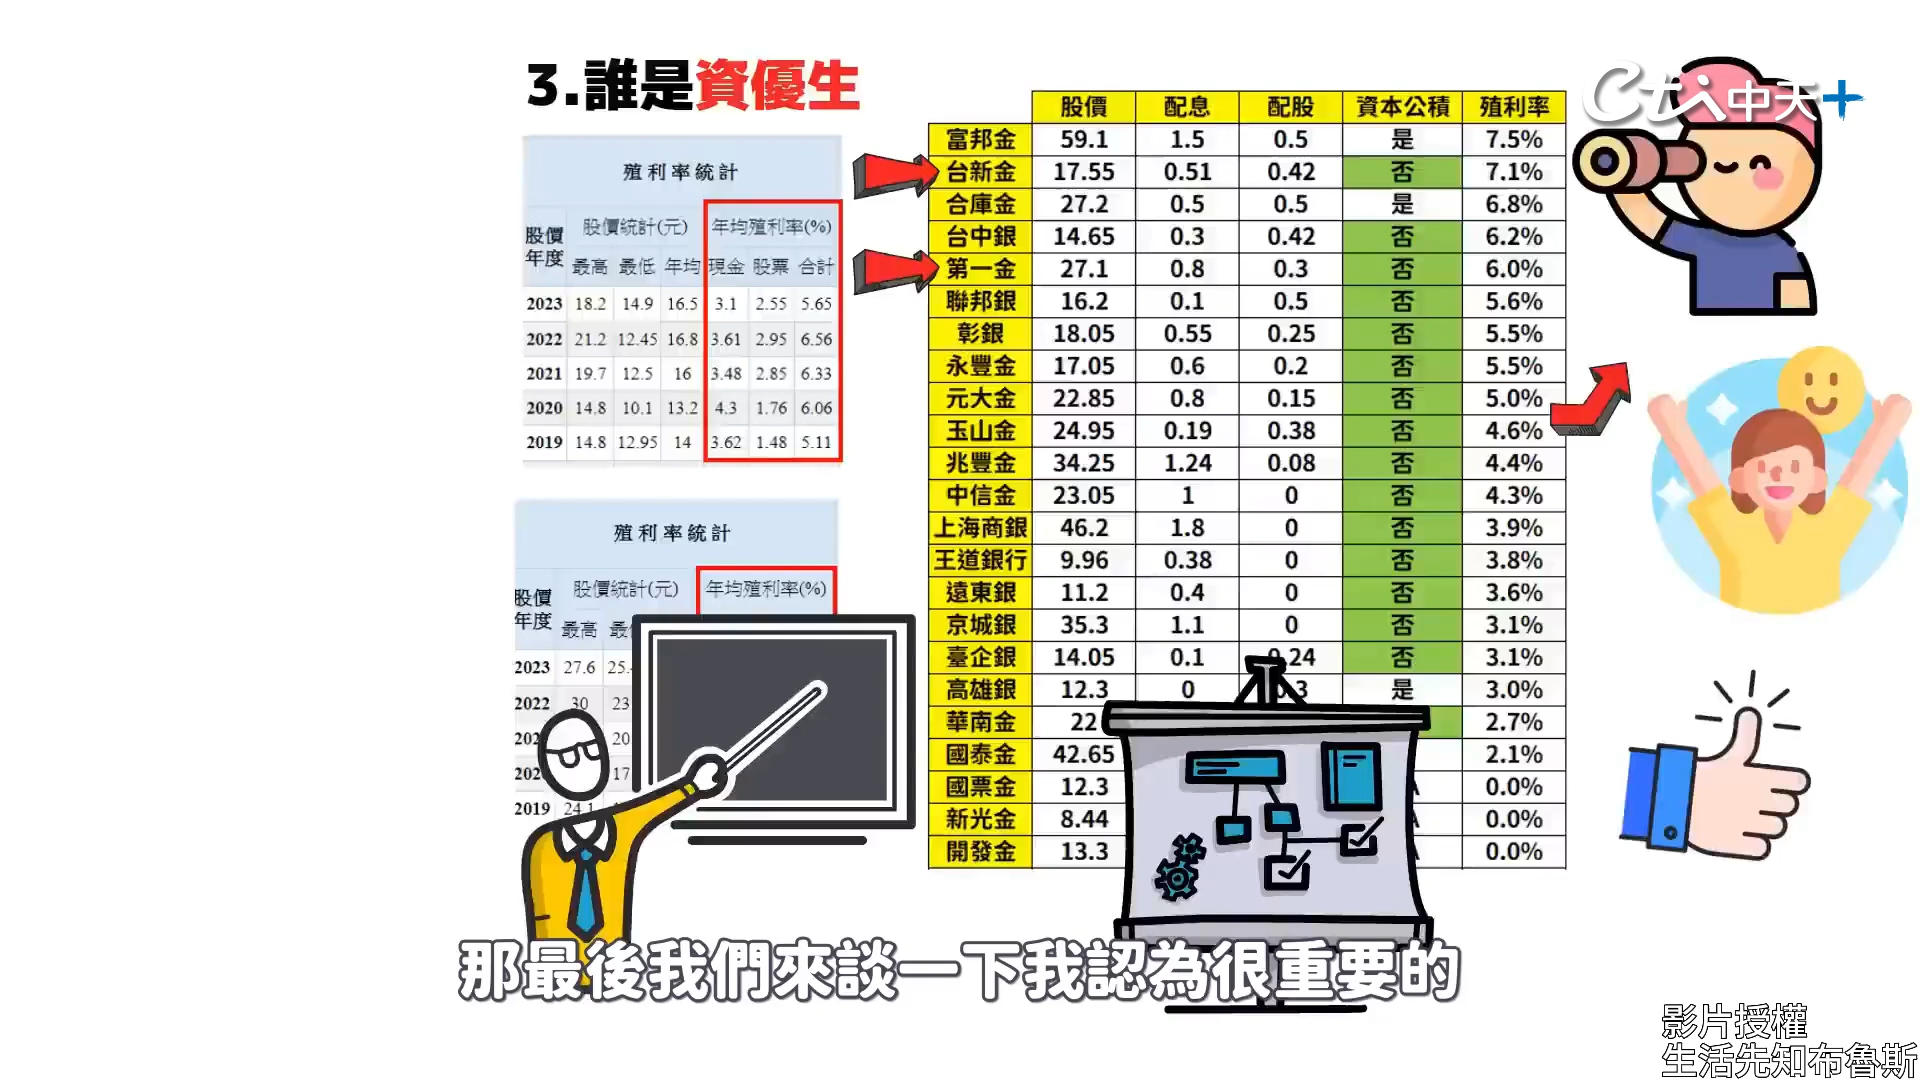 3.誰是資優生
Cti中天+
殖利率統計
股價年度 股價統計(元) 年均殖利率(%)
最高 最低 年均 現金 股票 合計
2023 18.2 14.9 16.5 3.1 2.55 5.65
2022 21.2 12.45 16.8 3.61 2.95 6.56
2021 19.7 12.5 16 3.48 2.85 6.33
2020 14.8 10.1 13.2 4.3 1.76 6.06
2019 14.8 12.95 14 3.62 1.48 5.11
殖利率統計
股價年度 股價統計(元) 年均殖利率(%)
最高
2023 27.6
2022 30 23
20
17
2019 24.1
股價 配息 配股 資本公積 殖利率
富邦金 59.1 1.5 0.5 是 7.5%
台新金 17.55 0.51 0.42 否 7.1%
合庫金 27.2 0.5 0.5 是 6.8%
台中銀 14.65 0.3 0.42 否 6.2%
第一金 27.1 0.8 0.3 否 6.0%
聯邦銀 16.2 0.1 0.5 否 5.6%
彰銀 18.05 0.55 0.25 否 5.5%
永豐金 17.05 0.6 0.2 否 5.5%
元大金 22.85 0.8 0.15 否 5.0%
玉山金 24.95 0.19 0.38 否 4.6%
兆豐金 34.25 1.24 0.08 否 4.4%
中信金 23.05 1 0 否 4.3%
上海商銀 46.2 1.8 0 否 3.9%
王道銀行 9.96 0.38 0 否 3.8%
遠東銀 11.2 0.4 0 否 3.6%
京城銀 35.3 1.1 0 否 3.1%
臺企銀 14.05 0.1 0.24 否 3.1%
高雄銀 12.3 0 0.3 是 3.0%
華南金 22 2.7%
國泰金 42.65 2.1%
國票金 12.3 0.0%
新光金 8.44 0.0%
開發金 13.3 0.0%
那最後我們來談一下我認為很重要的
影片授權
生活先知布魯斯